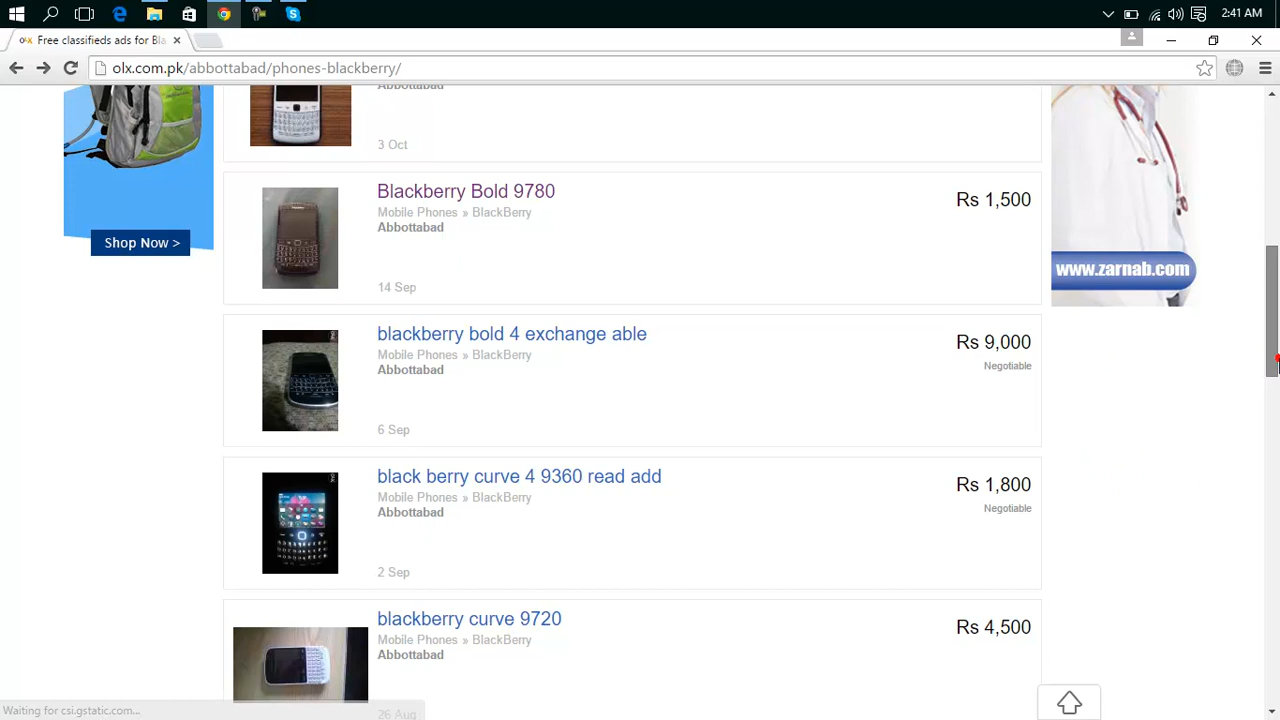 2:41 AM
Free classifieds ads for Bla
olx.com.pk/abbottabad/phones-blackberry/
Abbottabad
3 Oct
Blackberry Bold 9780
Rs 1,500
Mobile Phones » BlackBerry
Abbottabad
14 Sep
Shop Now >
www.zarnab.com
blackberry bold 4 exchange able
Rs 9,000
Mobile Phones » BlackBerry
Negotiable
Abbottabad
6 Sep
black berry curve 4 9360 read add
Rs 1,800
Mobile Phones » BlackBerry
Negotiable
Abbottabad
2 Sep
blackberry curve 9720
Rs 4,500
Mobile Phones » BlackBerry
Abbottabad
26 Aug
Waiting for csi.gstatic.com...